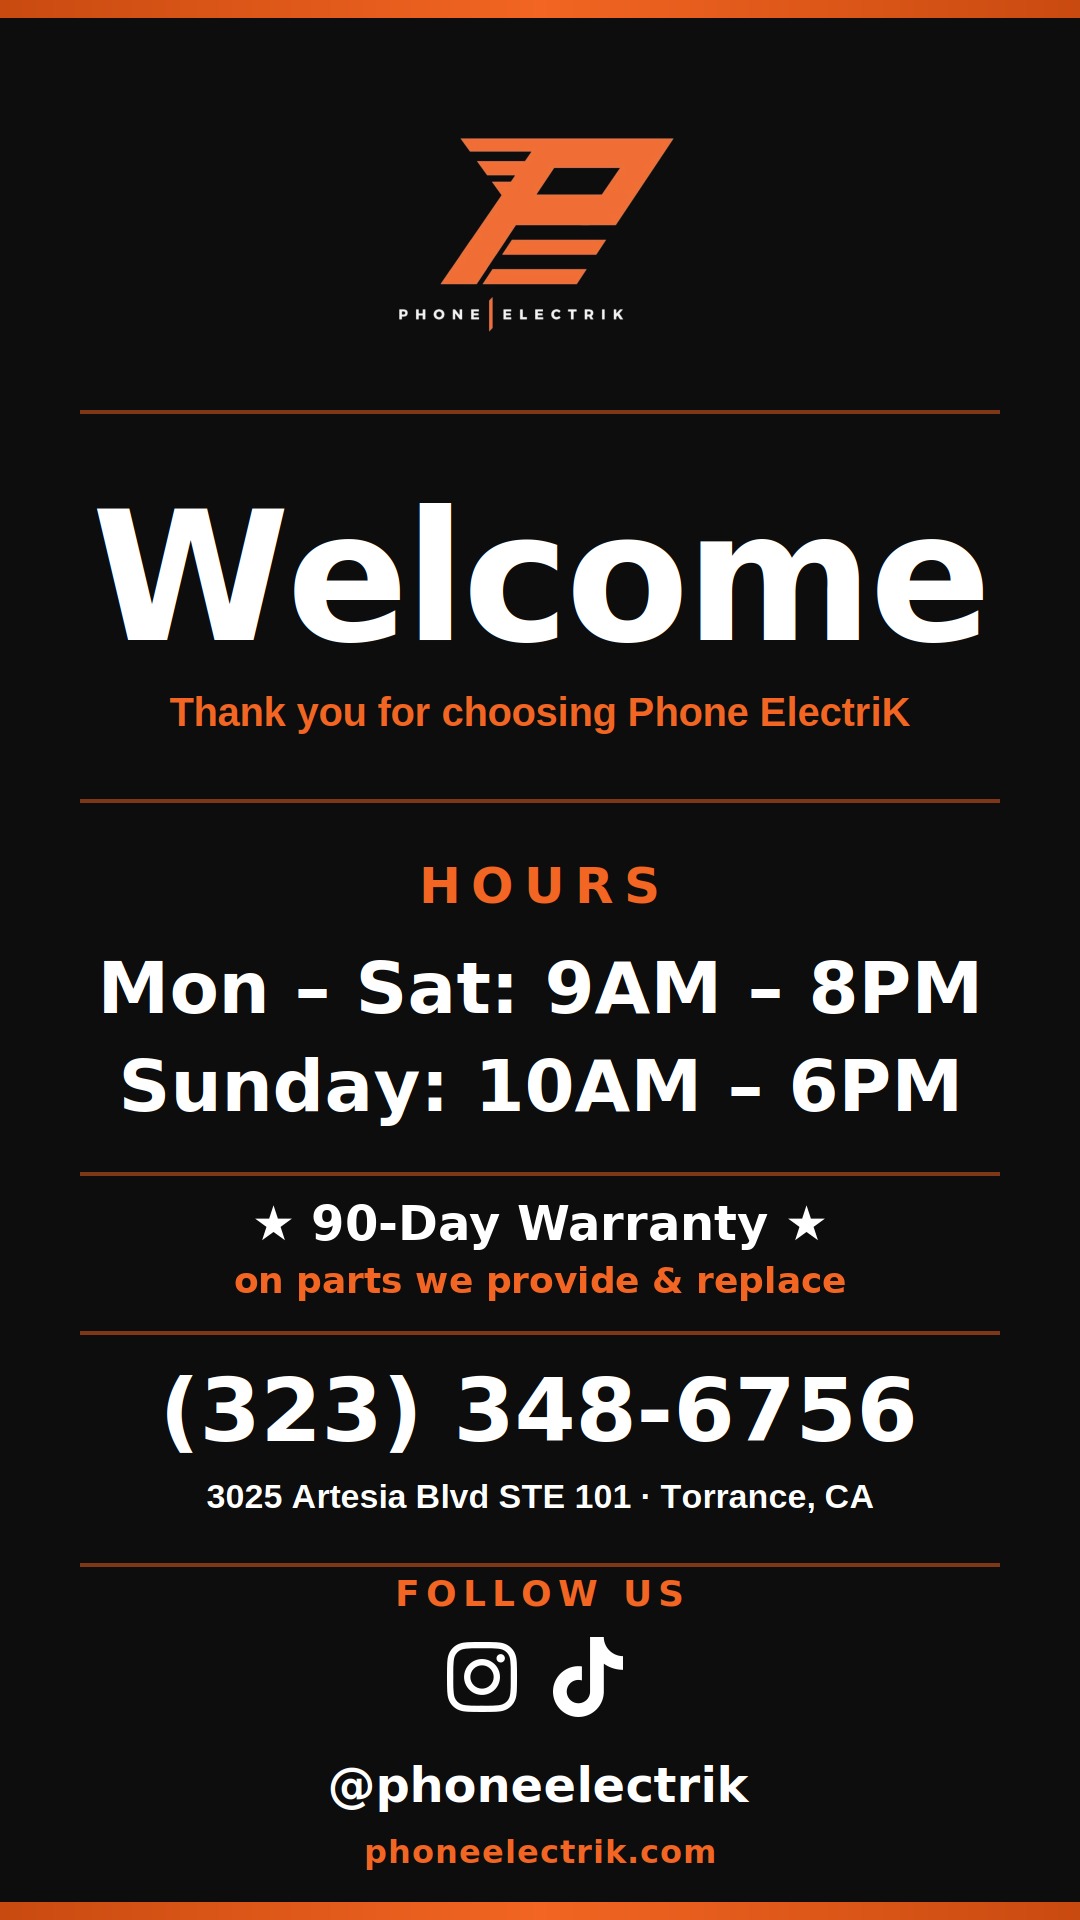 PHONE ELECTRIK
Welcome
Thank you for choosing Phone ElectriK
HOURS
Mon – Sat: 9AM – 8PM
Sunday: 10AM – 6PM
★ 90-Day Warranty ★
on parts we provide & replace
(323) 348-6756
3025 Artesia Blvd STE 101 · Torrance, CA
FOLLOW US
@phoneelectrik
phoneelectrik.com